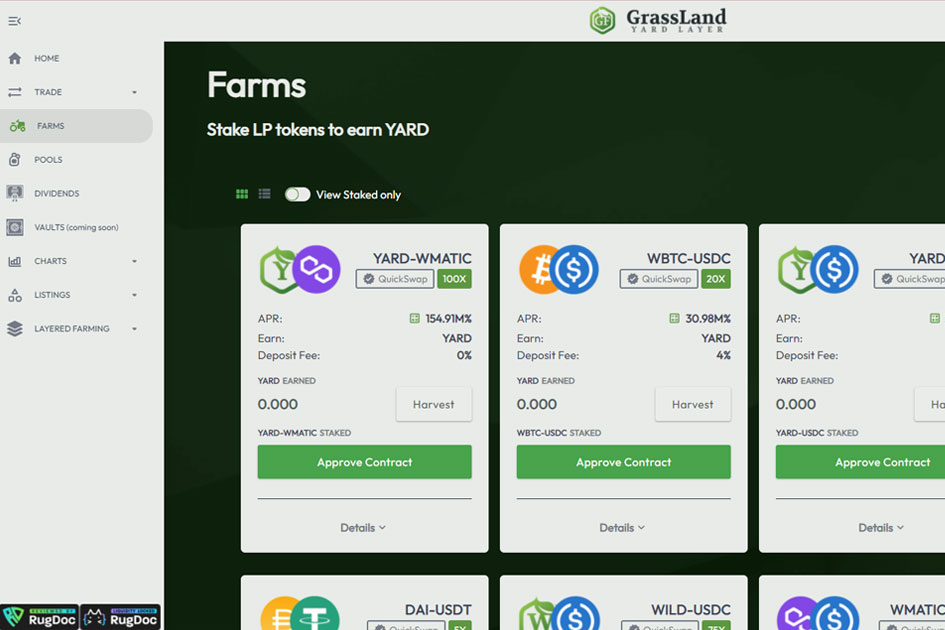 GF
GrassLand
YARD LAYER
HOME
TRADE
FARMS
POOLS
DIVIDENDS
VAULTS (coming soon)
CHARTS
LISTINGS
LAYERED FARMING
Farms
Stake LP tokens to earn YARD
View Staked only
YARD-WMATIC
QuickSwap 100X
APR: 154.91M%
Earn: YARD
Deposit Fee: 0%
YARD EARNED
0.000 Harvest
YARD-WMATIC STAKED
Approve Contract
Details
WBTC-USDC
QuickSwap 20X
APR: 30.98M%
Earn: YARD
Deposit Fee: 4%
YARD EARNED
0.000 Harvest
WBTC-USDC STAKED
Approve Contract
Details
YARD
QuickSwap
APR:
Earn:
Deposit Fee:
YARD EARNED
0.000 Ha
YARD-USDC STAKED
Approve Contract
Details
DAI-USDT
QuickSwap 5X
WILD-USDC
QuickSwap 75X
WMATIC
QuickSwap
REVIEWED BY
RugDoc
LIQUIDITY LOCKED
RugDoc